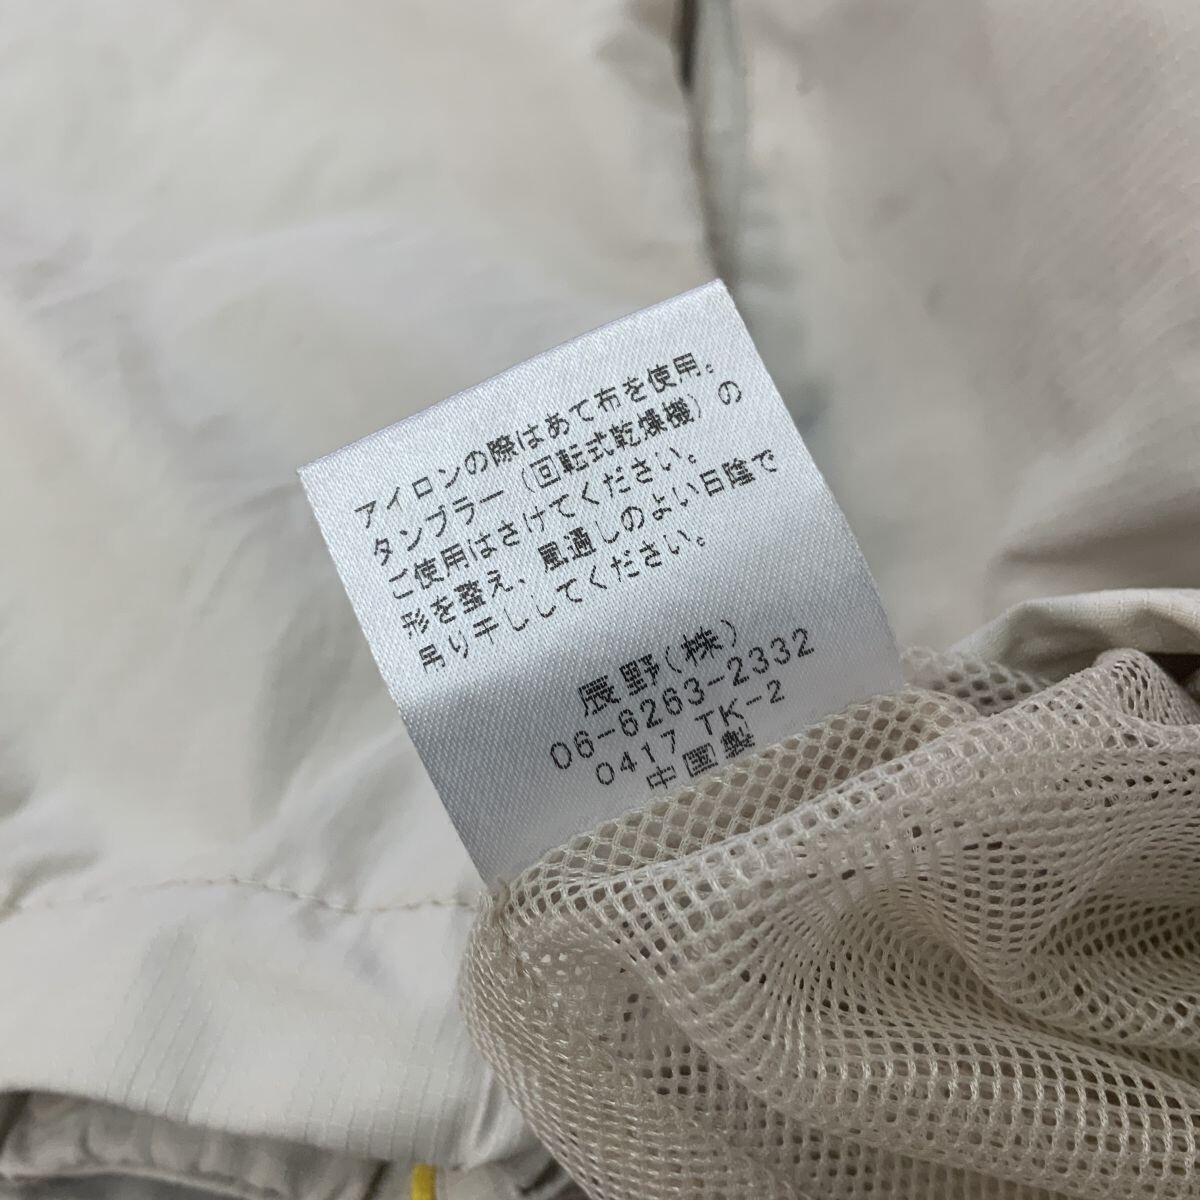 アイロンの際はあて布を使用。
タンブラー(回転式乾燥機)の
ご使用はさけてください。
形を整え、風通しのよい日陰で
吊り干ししてください。
辰野(株)
06-6263-2332
0417 TK-2
中国製